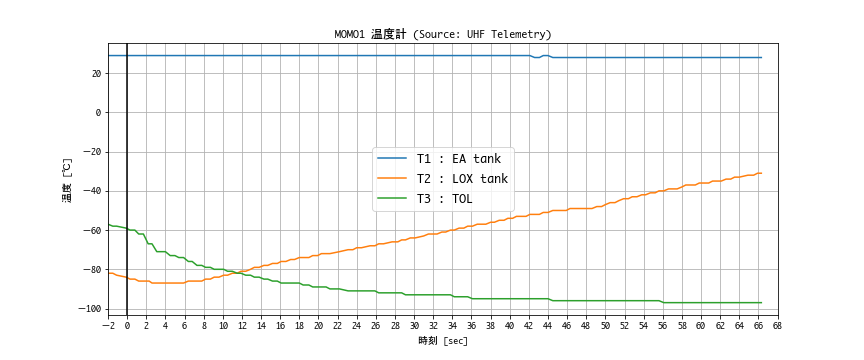 MOMO1 温度計 (Source: UHF Telemetry)
温度 [℃]
20
0
−20
−40
−60
−80
−100
T1 : EA tank
T2 : LOX tank
T3 : TOL
−2 0 2 4 6 8 10 12 14 16 18 20 22 24 26 28 30 32 34 36 38 40 42 44 46 48 50 52 54 56 58 60 62 64 66 68
時刻 [sec]